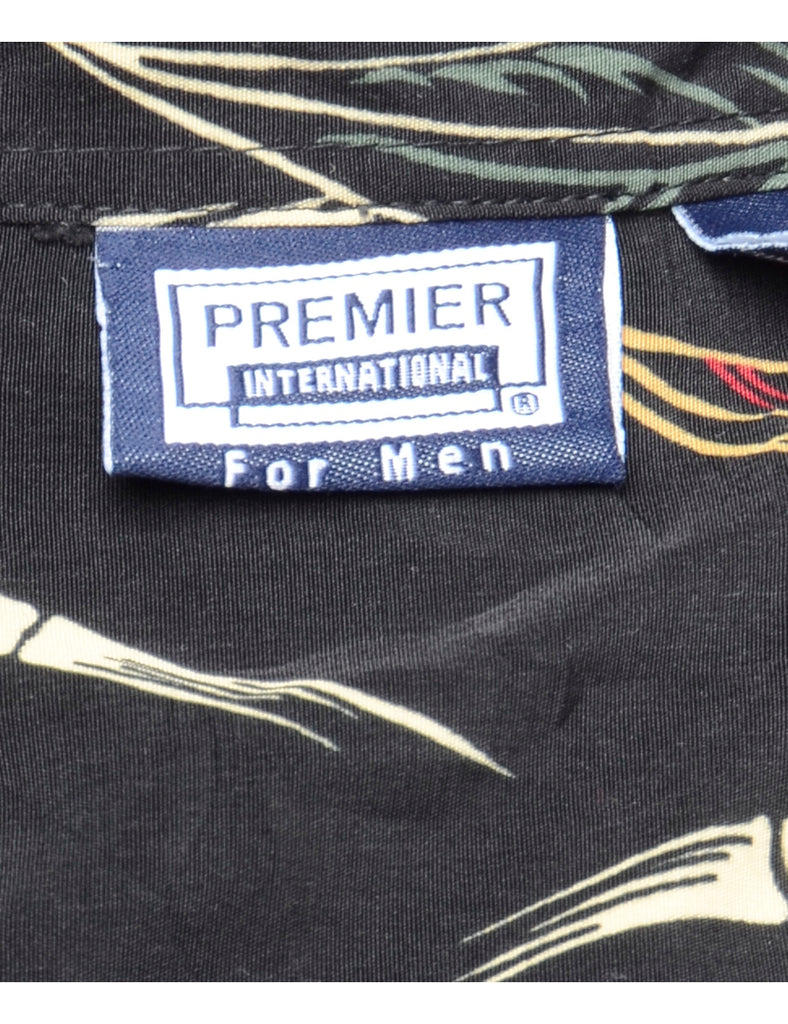 PREMIER
INTERNATIONAL
®
For Men